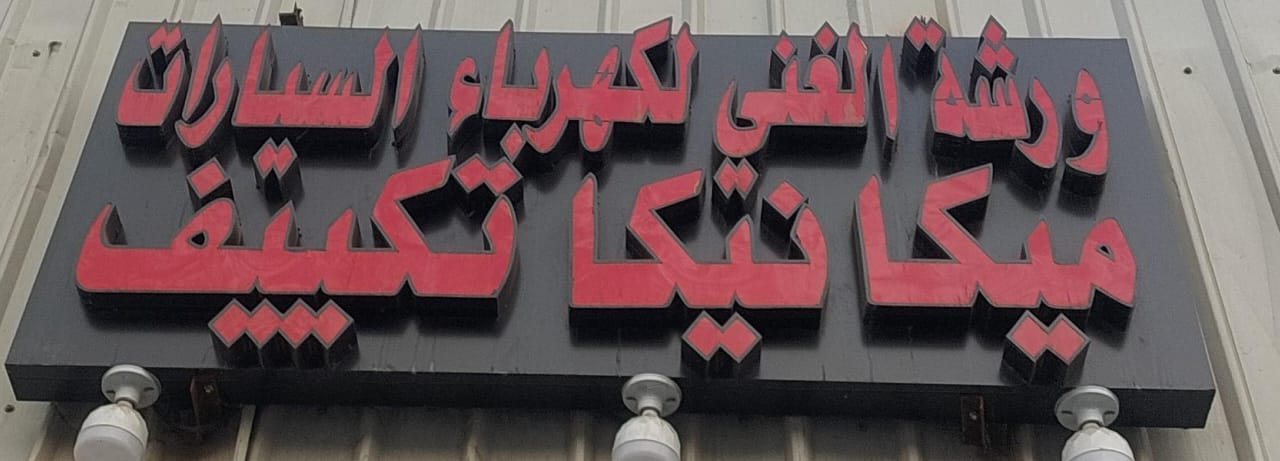 ورشة الغني لكهرباء السيارات
ميكانيكا تكييف